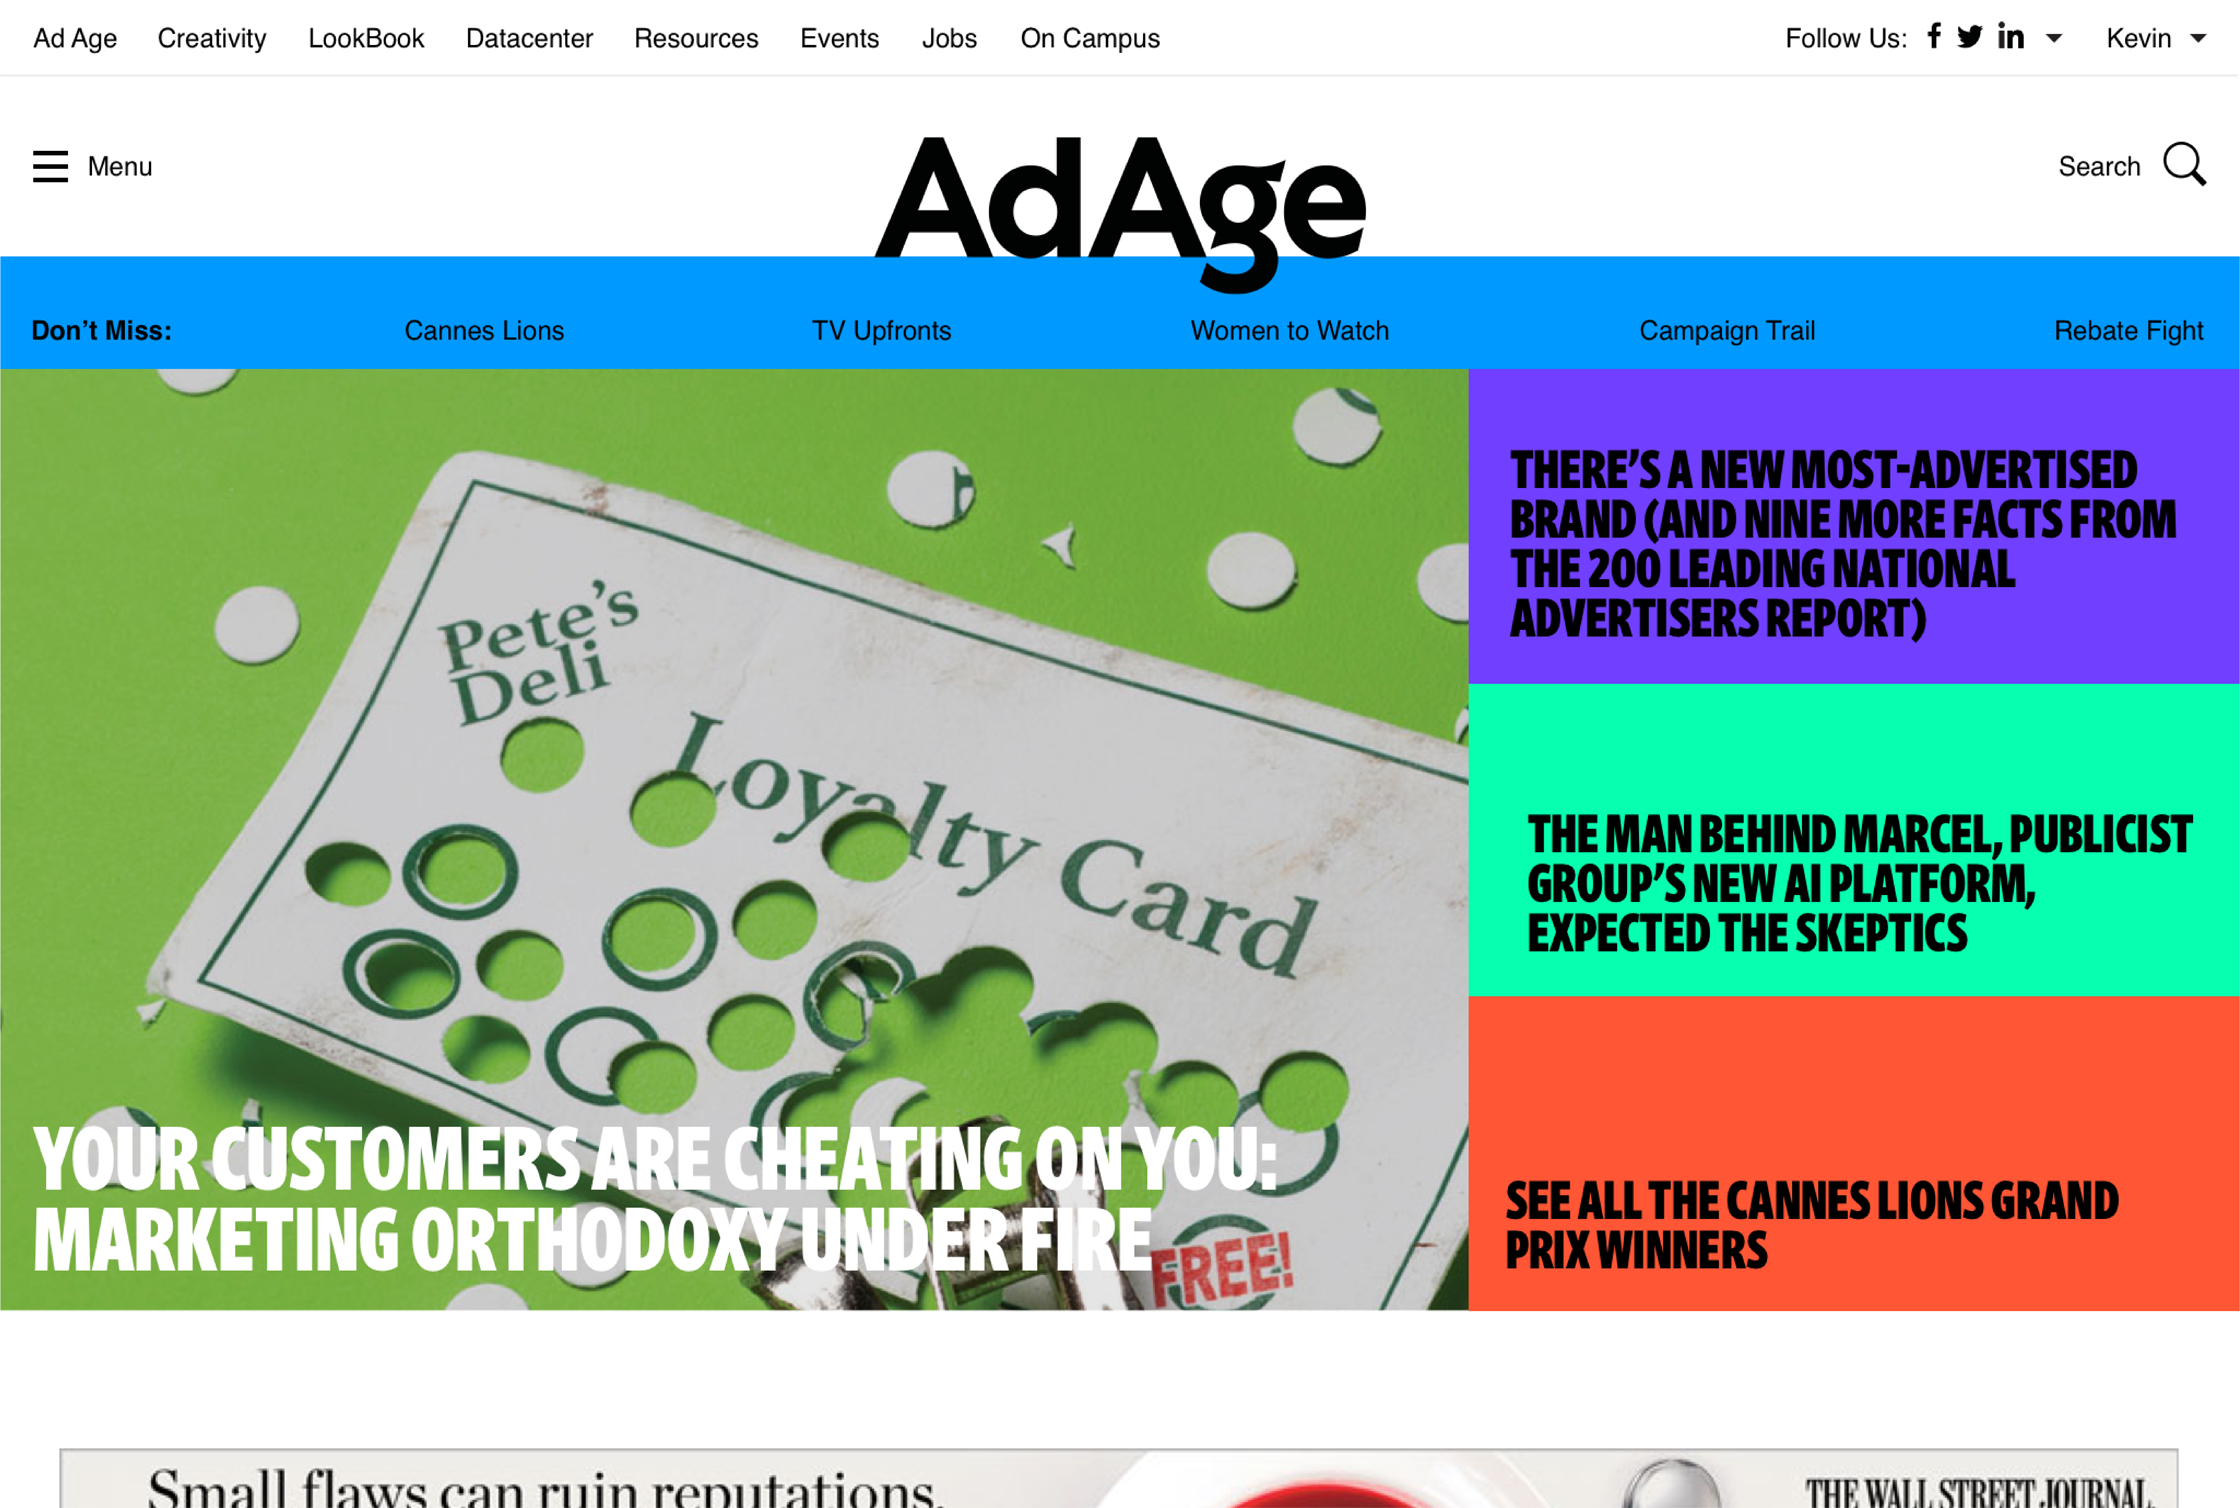 Ad Age Creativity LookBook Datacenter Resources Events Jobs On Campus Follow Us: Kevin
Menu
AdAge
Search
Don't Miss: Cannes Lions TV Upfronts Women to Watch Campaign Trail Rebate Fight
Pete's
Deli
Loyalty Card
FREE!
YOUR CUSTOMERS ARE CHEATING ON YOU:
MARKETING ORTHODOXY UNDER FIRE
THERE'S A NEW MOST-ADVERTISED
BRAND (AND NINE MORE FACTS FROM
THE 200 LEADING NATIONAL
ADVERTISERS REPORT)
THE MAN BEHIND MARCEL, PUBLICIST
GROUP'S NEW AI PLATFORM,
EXPECTED THE SKEPTICS
SEE ALL THE CANNES LIONS GRAND
PRIX WINNERS
Small flaws can ruin reputations.
THE WALL STREET JOURNAL